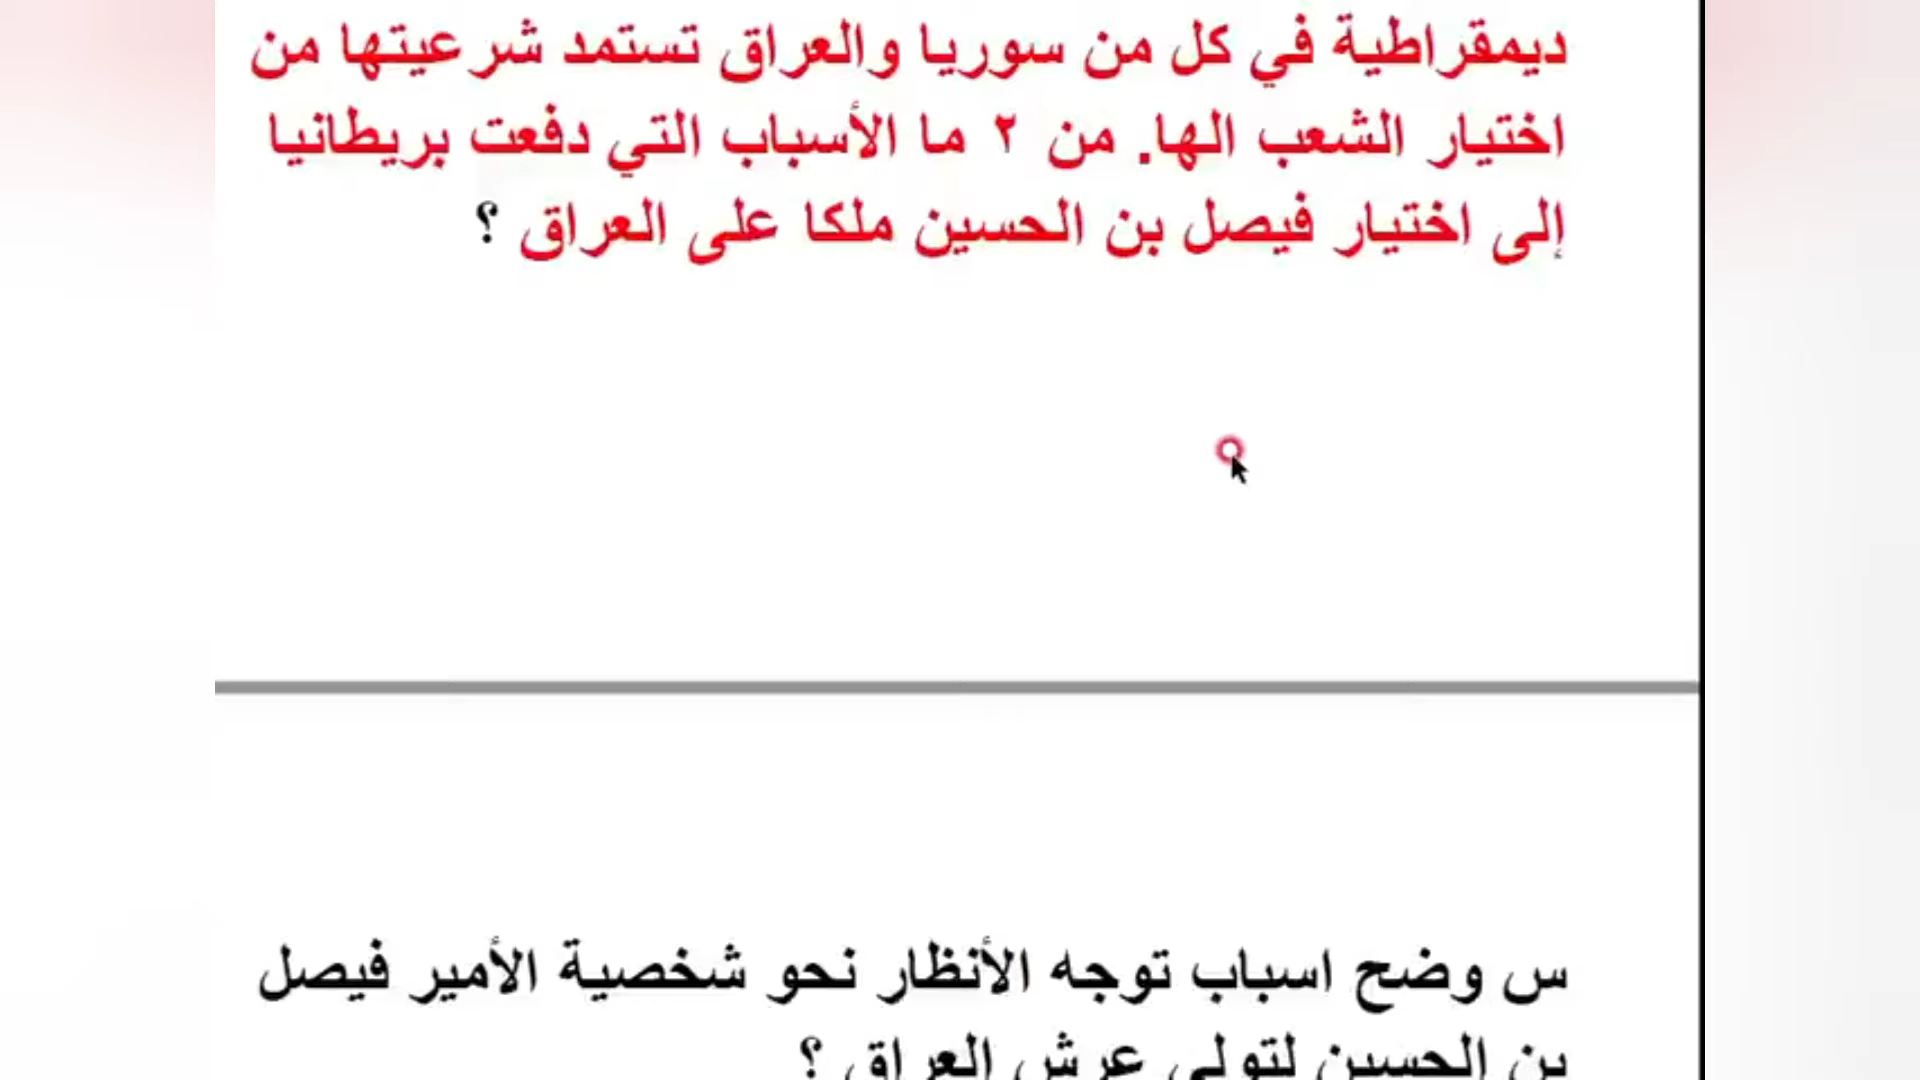 ديمقراطية في كل من سوريا والعراق تستمد شرعيتها من
اختيار الشعب الها. من ٢ ما الأسباب التي دفعت بريطانيا
إلى اختيار فيصل بن الحسين ملكا على العراق ؟
س وضح اسباب توجه الأنظار نحو شخصية الأمير فيصل
بن الحسين لتولي عرش العراق ؟